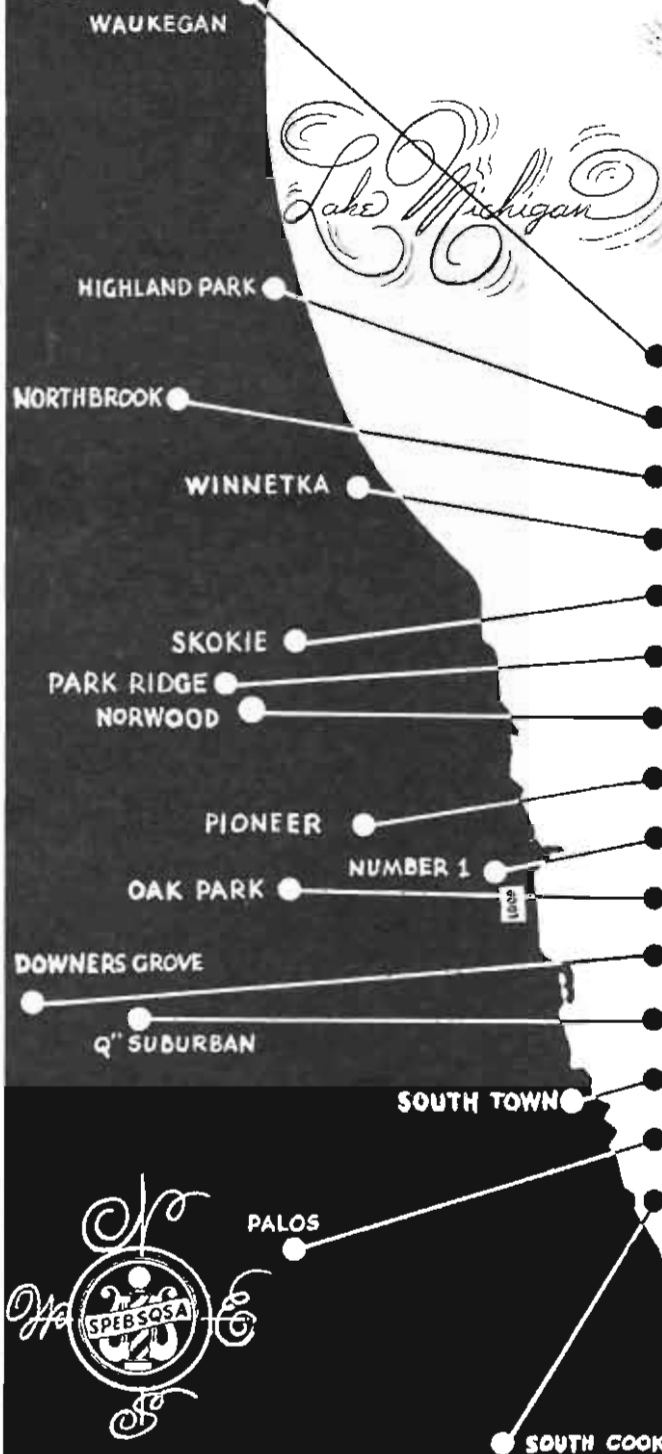 WAUKEGAN
Lake Michigan
HIGHLAND PARK
NORTHBROOK
WINNETKA
SKOKIE
PARK RIDGE
NORWOOD
PIONEER
NUMBER 1
OAK PARK
LOOP
DOWNERS GROVE
Q" SUBURBAN
SOUTH TOWN
PALOS
N
W
SPEBSQSA
E
S
SOUTH COOK